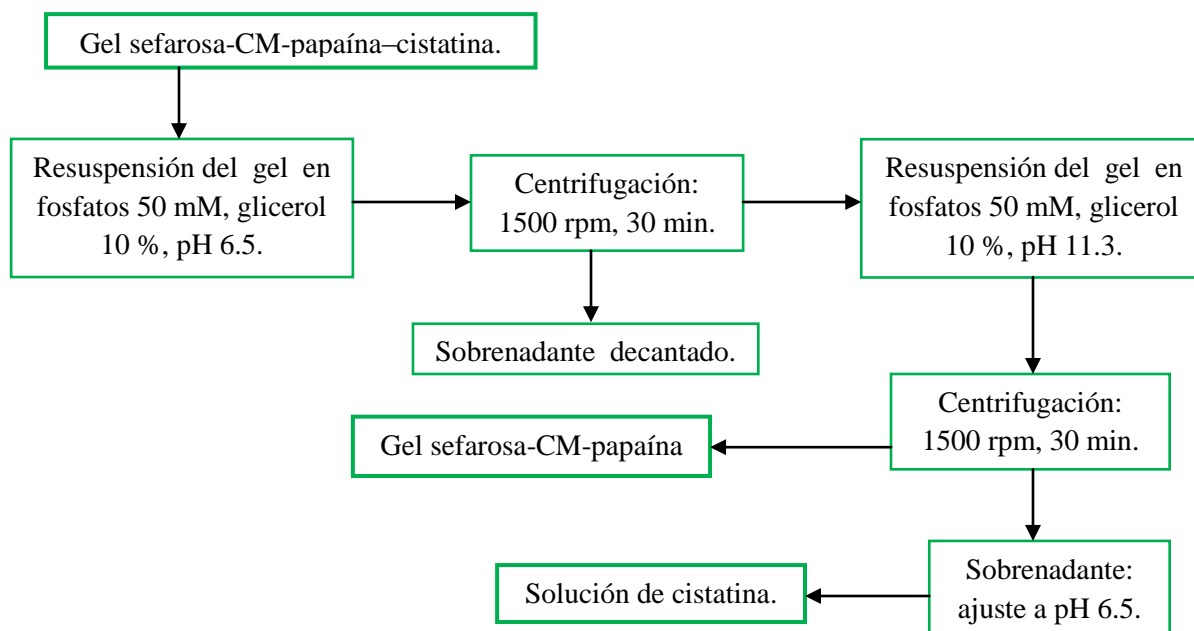 Gel sefarosa-CM-papaína–cistatina.
Resuspensión del gel en
fosfatos 50 mM, glicerol
10 %, pH 6.5.
Centrifugación:
1500 rpm, 30 min.
Resuspensión del gel en
fosfatos 50 mM, glicerol
10 %, pH 11.3.
Sobrenadante decantado.
Centrifugación:
1500 rpm, 30 min.
Gel sefarosa-CM-papaína
Sobrenadante:
ajuste a pH 6.5.
Solución de cistatina.